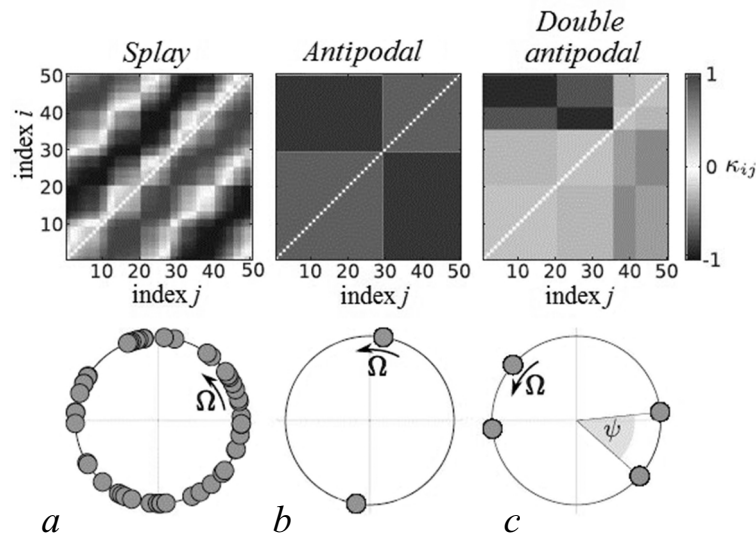 Splay
Antipodal
Double
antipodal
index i
50
40
30
20
10
10 20 30 40 50
index j
10 20 30 40 50
index j
10 20 30 40 50
index j
1
0
-1
κij
Ω
Ω
Ω
ψ
a
b
c